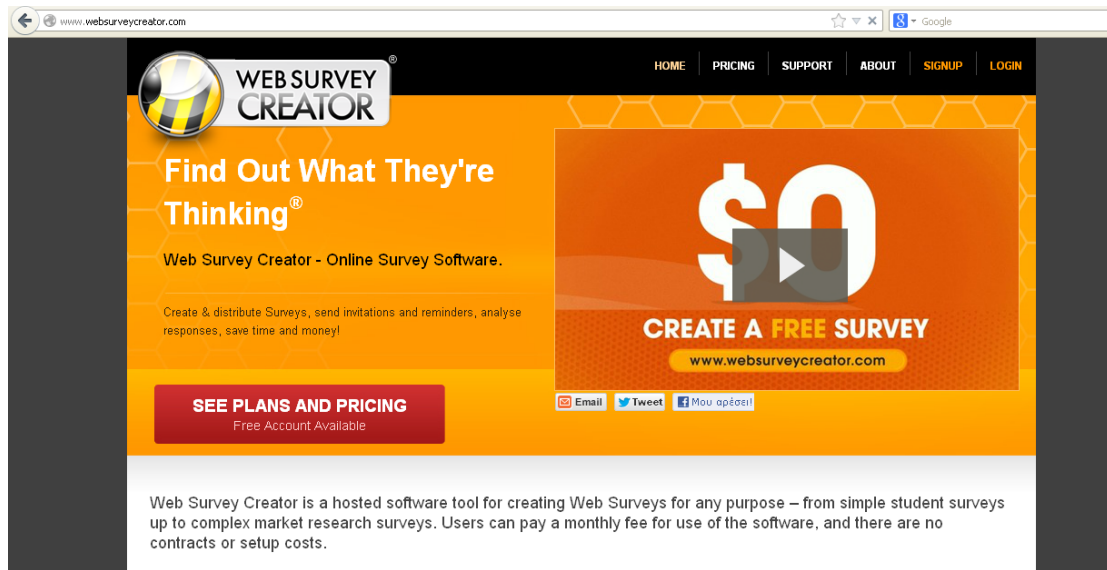 www.websurveycreator.com
Google
WEB SURVEY
CREATOR®
HOME PRICING SUPPORT ABOUT SIGNUP LOGIN
Find Out What They're
Thinking®
Web Survey Creator - Online Survey Software.
Create & distribute Surveys, send invitations and reminders, analyse
responses, save time and money!
SEE PLANS AND PRICING
Free Account Available
$0
CREATE A FREE SURVEY
www.websurveycreator.com
Email Tweet Μου αρέσει!
Web Survey Creator is a hosted software tool for creating Web Surveys for any purpose – from simple student surveys
up to complex market research surveys. Users can pay a monthly fee for use of the software, and there are no
contracts or setup costs.